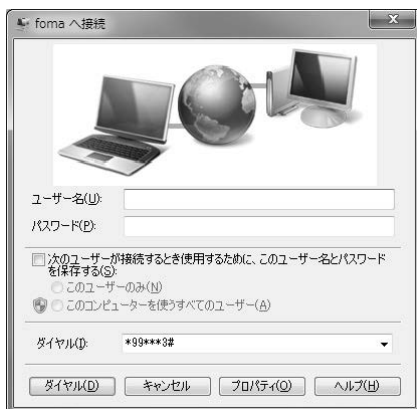 foma へ接続
ユーザー名(U):
パスワード(P):
次のユーザーが接続するとき使用するために、このユーザー名とパスワード
を保存する(S):
このユーザーのみ(N)
このコンピューターを使うすべてのユーザー(A)
ダイヤル(I): *99***3#
ダイヤル(D) キャンセル プロパティ(O) ヘルプ(H)